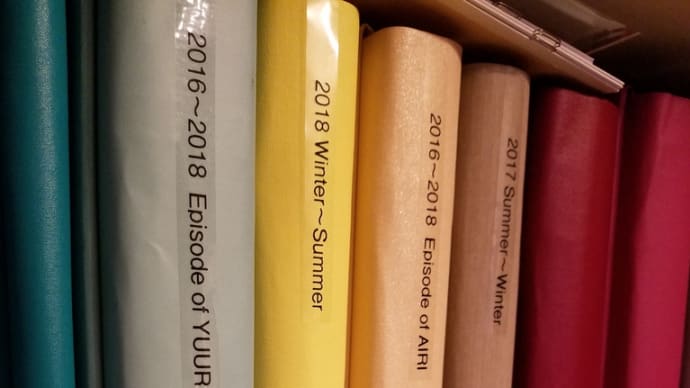 2016～2018 Episode of YUUR
2018 Winter～Summer
2016～2018 Episode of AIRI
2017 Summer～Winter